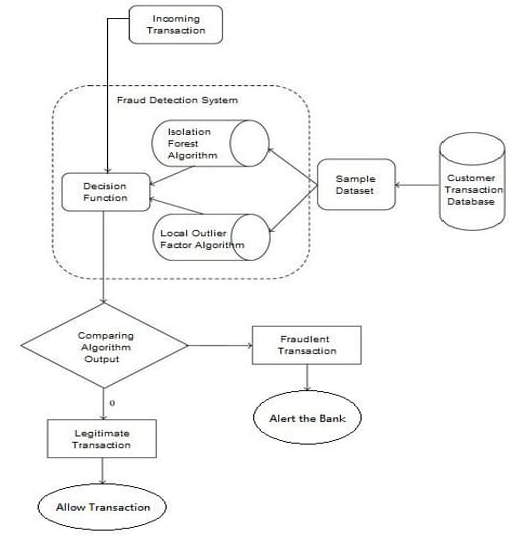 Incoming
Transaction
Fraud Detection System
Isolation
Forest
Algorithm
Decision
Function
Sample
Dataset
Customer
Transaction
Database
Local Outlier
Factor Algorithm
Comparing
Algorithm
Output
Fraudlent
Transaction
0
Alert the Bank
Legitimate
Transaction
Allow Transaction